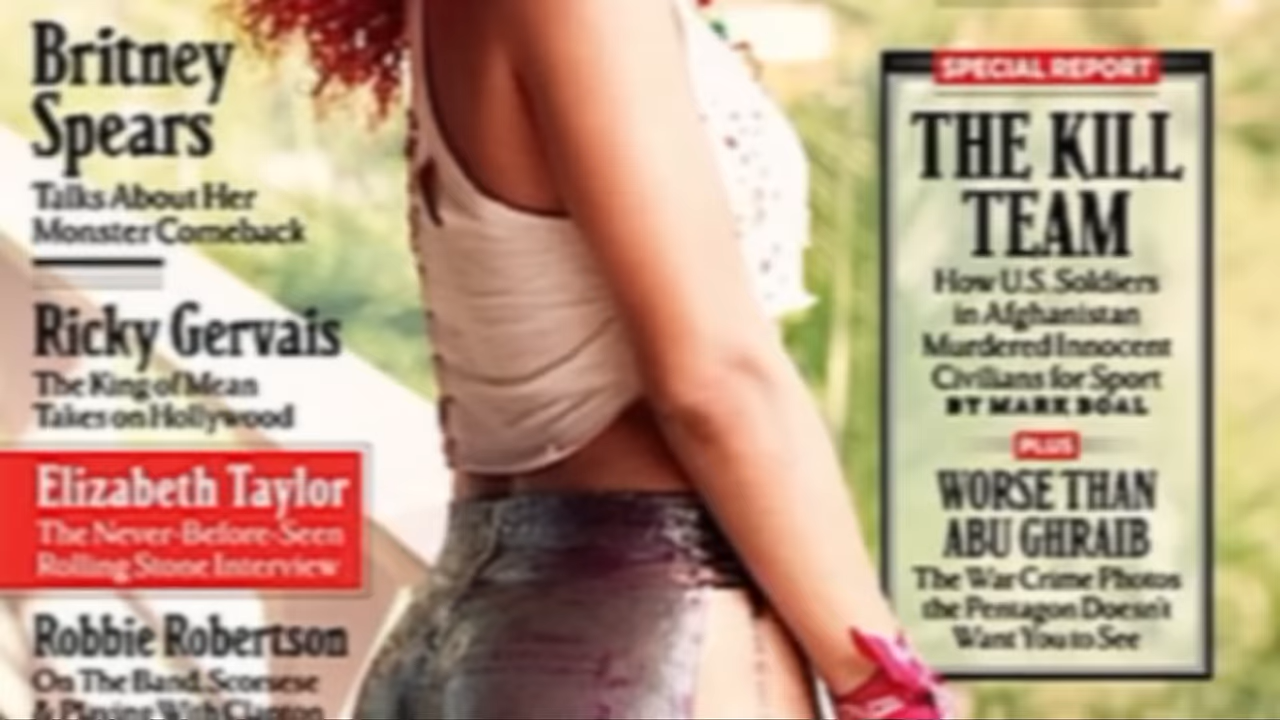 Britney
Spears
Talks About Her
Monster Comeback
Ricky Gervais
The King of Mean
Takes on Hollywood
Elizabeth Taylor
The Never-Before-Seen
Rolling Stone Interview
Robbie Robertson
On The Band, Scorsese
& Playing With Clapton
SPECIAL REPORT
THE KILL
TEAM
How U.S. Soldiers
in Afghanistan
Murdered Innocent
Civilians for Sport
BY MARK BOAL
PLUS
WORSE THAN
ABU GHRAIB
The War Crime Photos
the Pentagon Doesn't
Want You to See